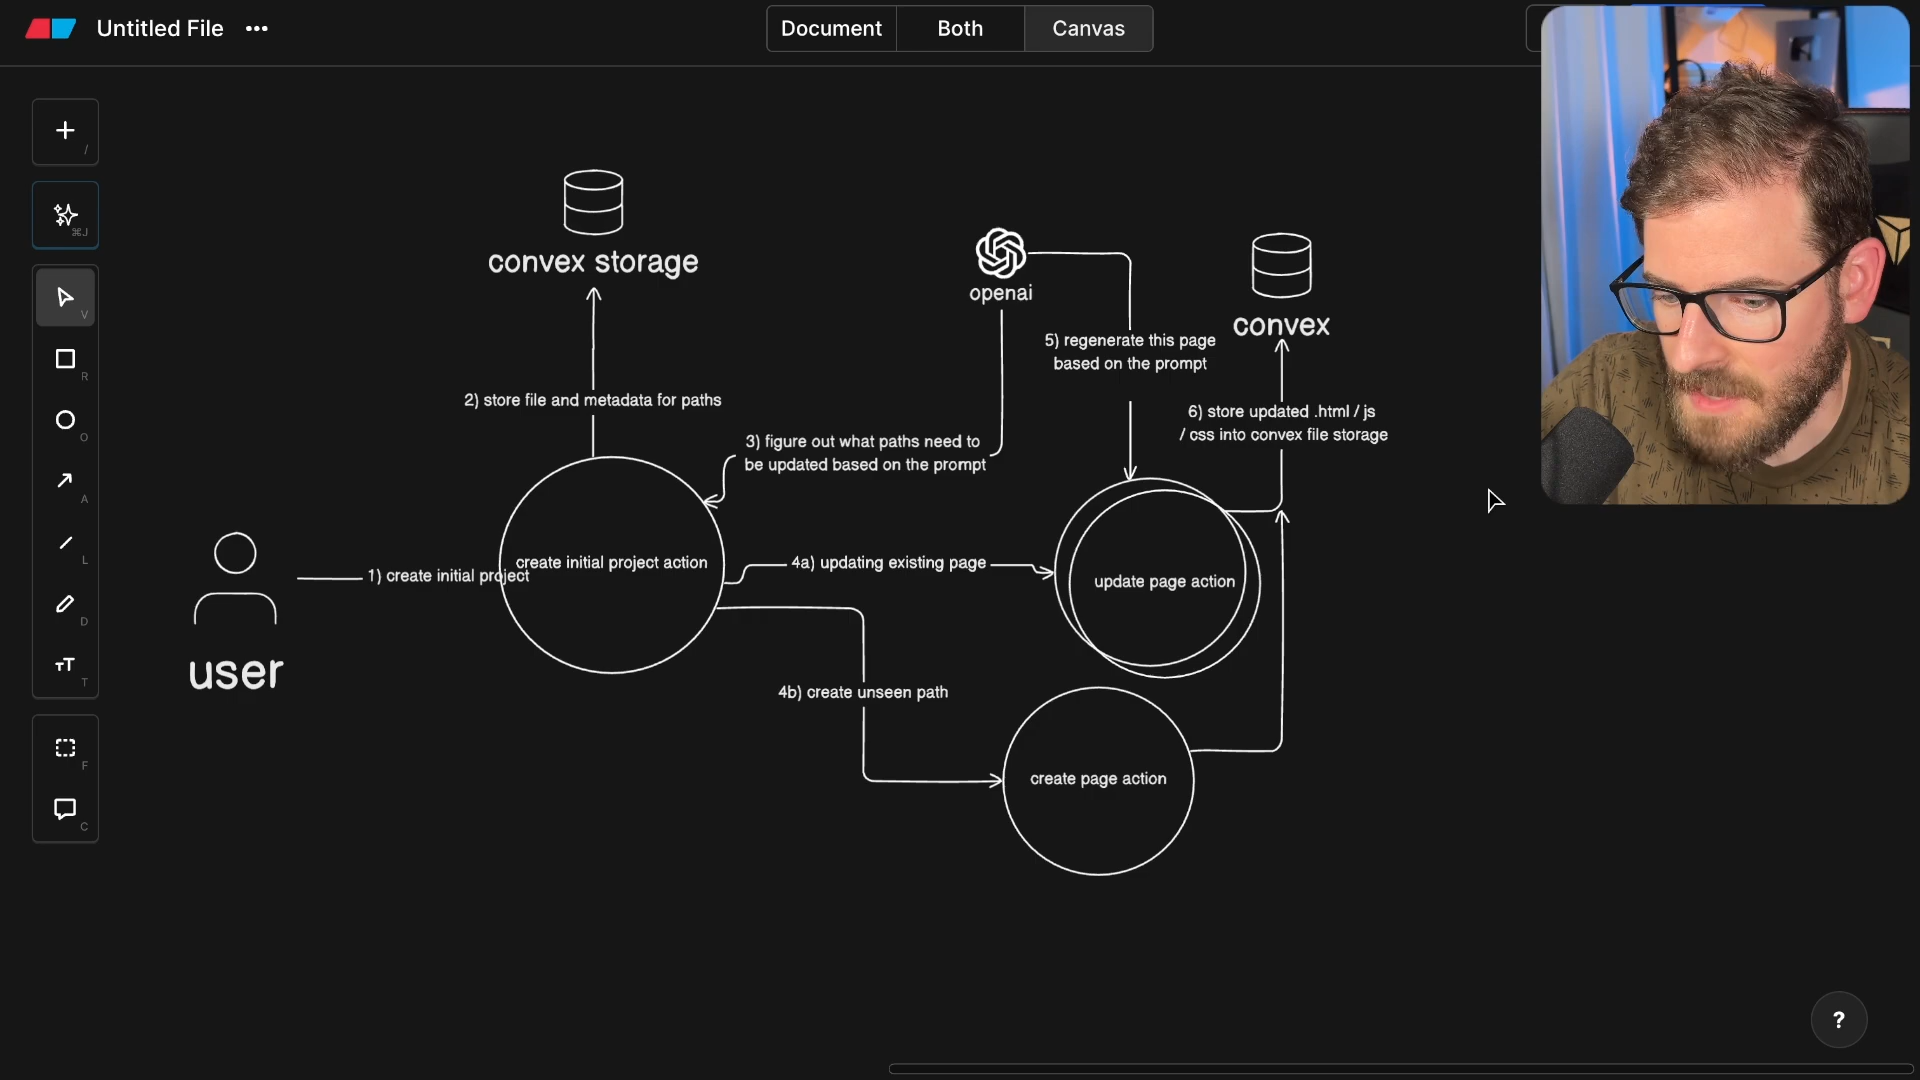 Untitled File
Document
Both
Canvas
/
⌘J
V
R
O
A
L
D
T
F
C
convex storage
openai
convex
5) regenerate this page
based on the prompt
2) store file and metadata for paths
6) store updated .html / js
/ css into convex file storage
3) figure out what paths need to
be updated based on the prompt
1) create initial project
create initial project action
4a) updating existing page
update page action
user
4b) create unseen path
create page action
?